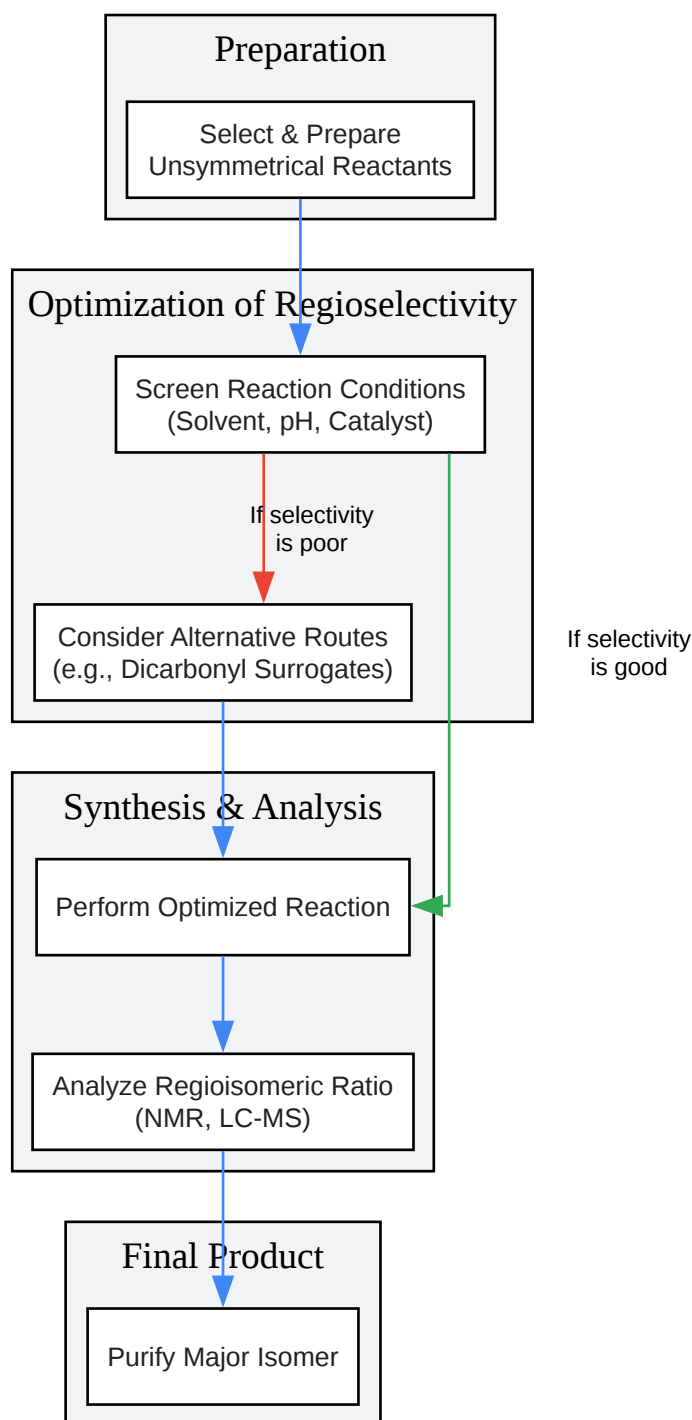 Preparation
Select & Prepare
Unsymmetrical Reactants
Optimization of Regioselectivity
Screen Reaction Conditions
(Solvent, pH, Catalyst)
If selectivity
is poor
Consider Alternative Routes
(e.g., Dicarbonyl Surrogates)
If selectivity
is good
Synthesis & Analysis
Perform Optimized Reaction
Analyze Regioisomeric Ratio
(NMR, LC-MS)
Final Product
Purify Major Isomer